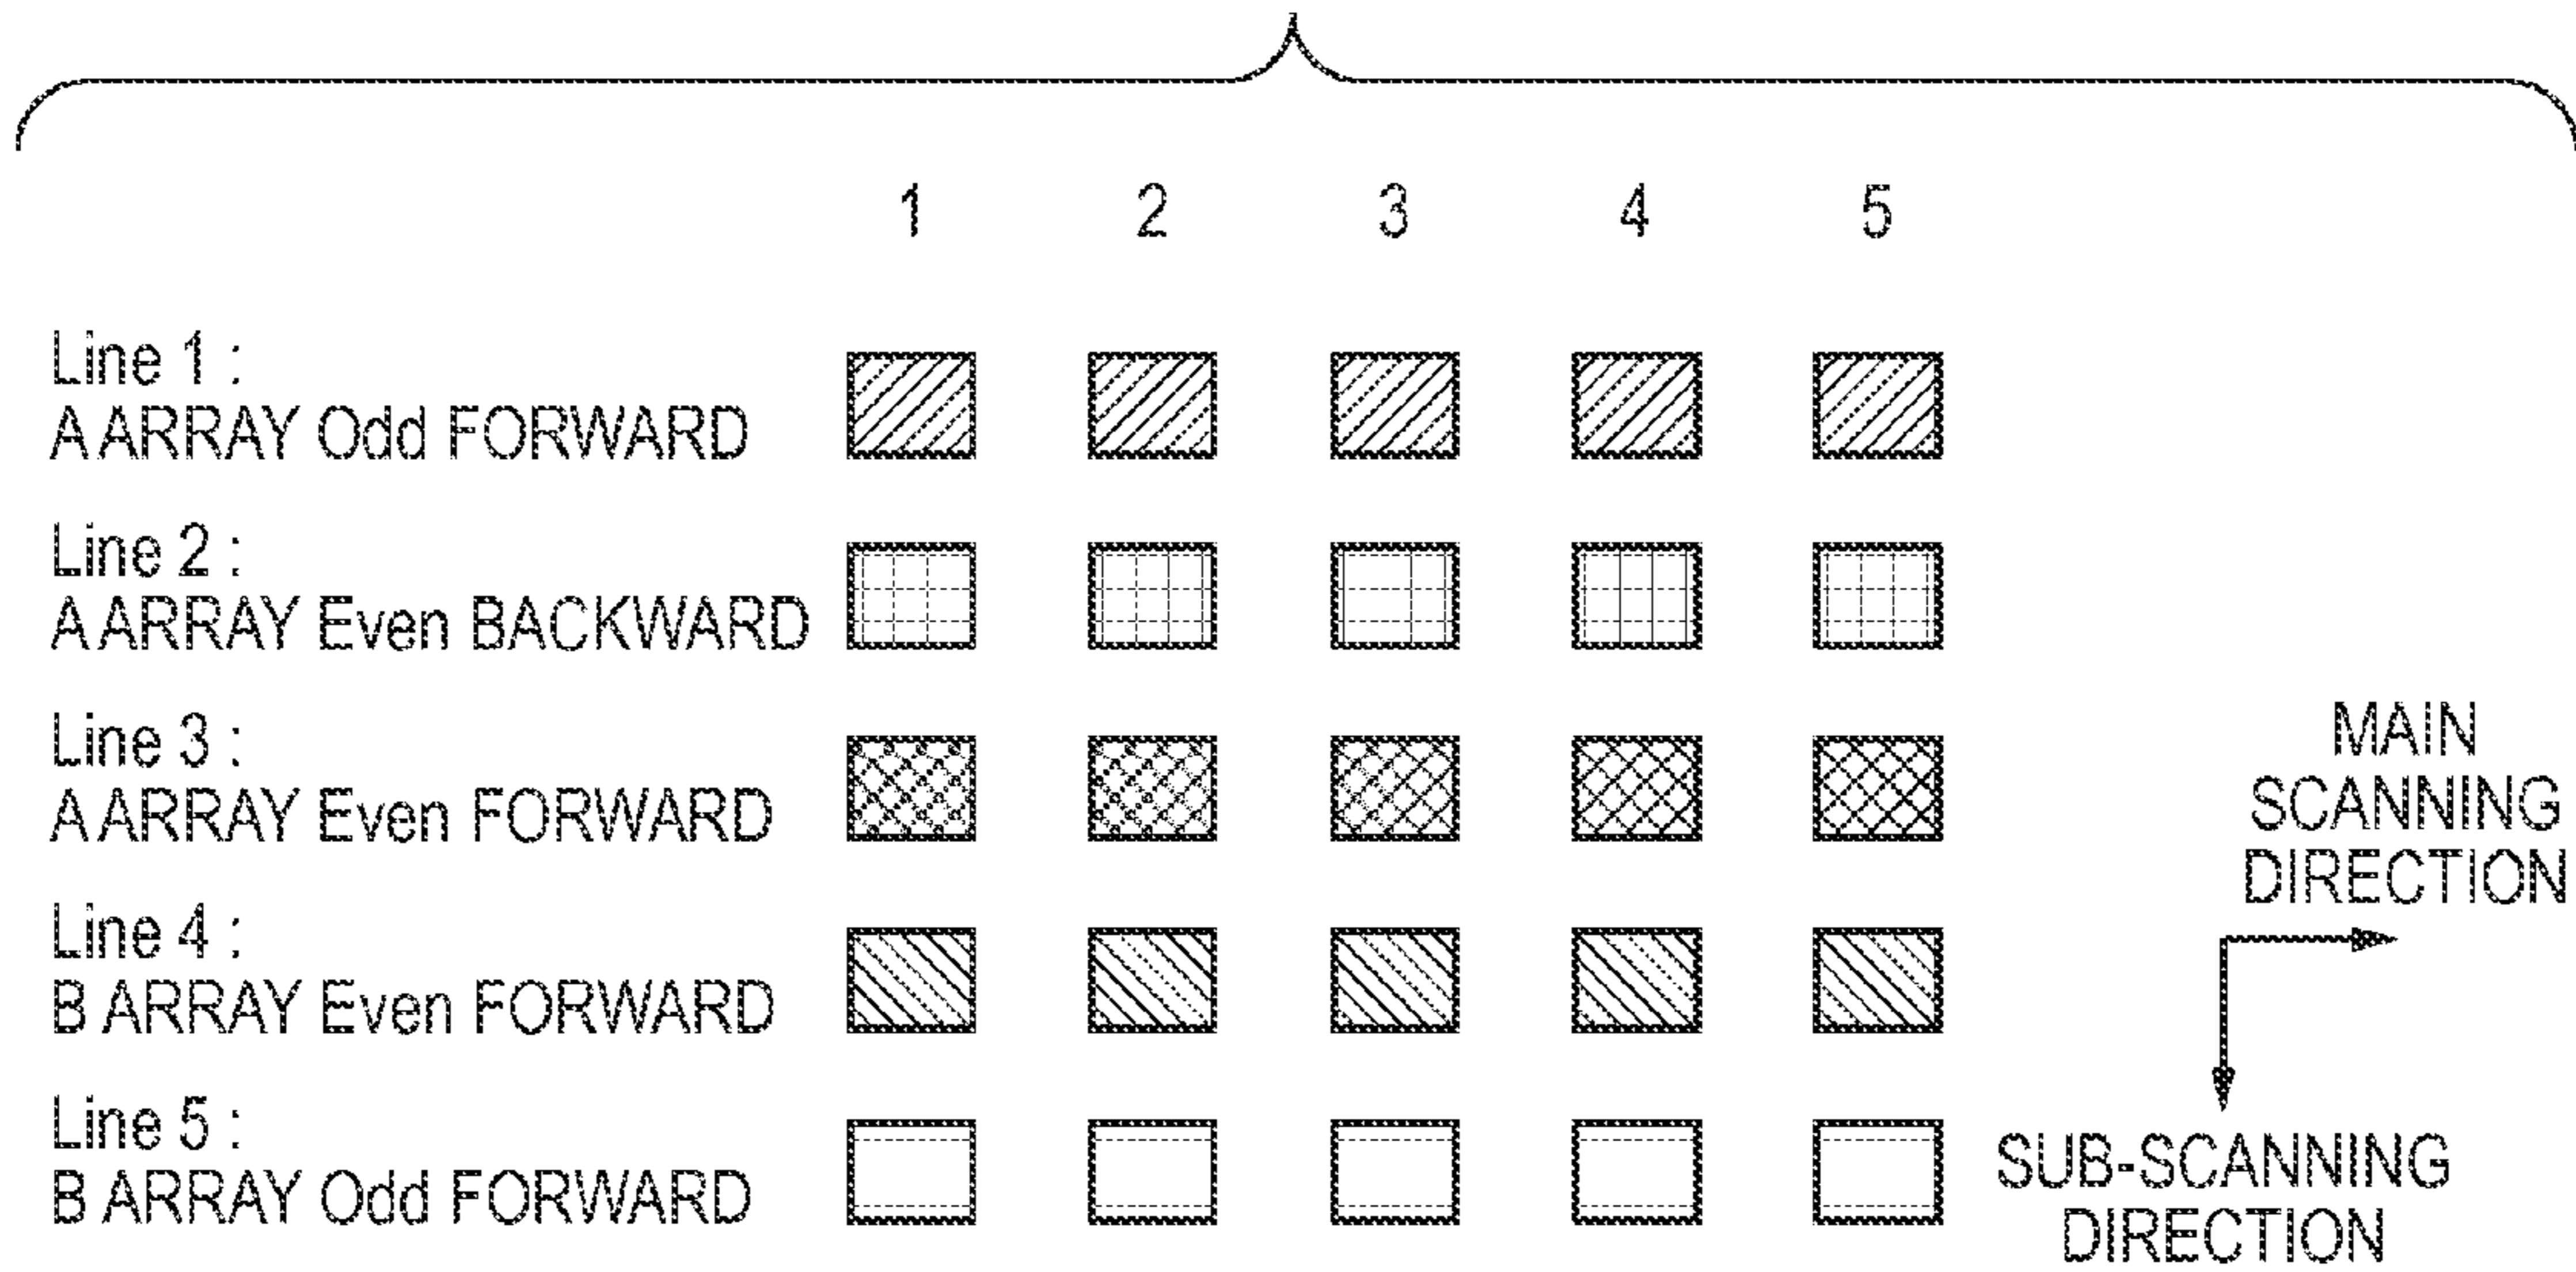 1 2 3 4 5
Line 1 :
A ARRAY Odd FORWARD
Line 2 :
A ARRAY Even BACKWARD
Line 3 :
A ARRAY Even FORWARD
Line 4 :
B ARRAY Even FORWARD
Line 5 :
B ARRAY Odd FORWARD
MAIN
SCANNING
DIRECTION
SUB-SCANNING
DIRECTION